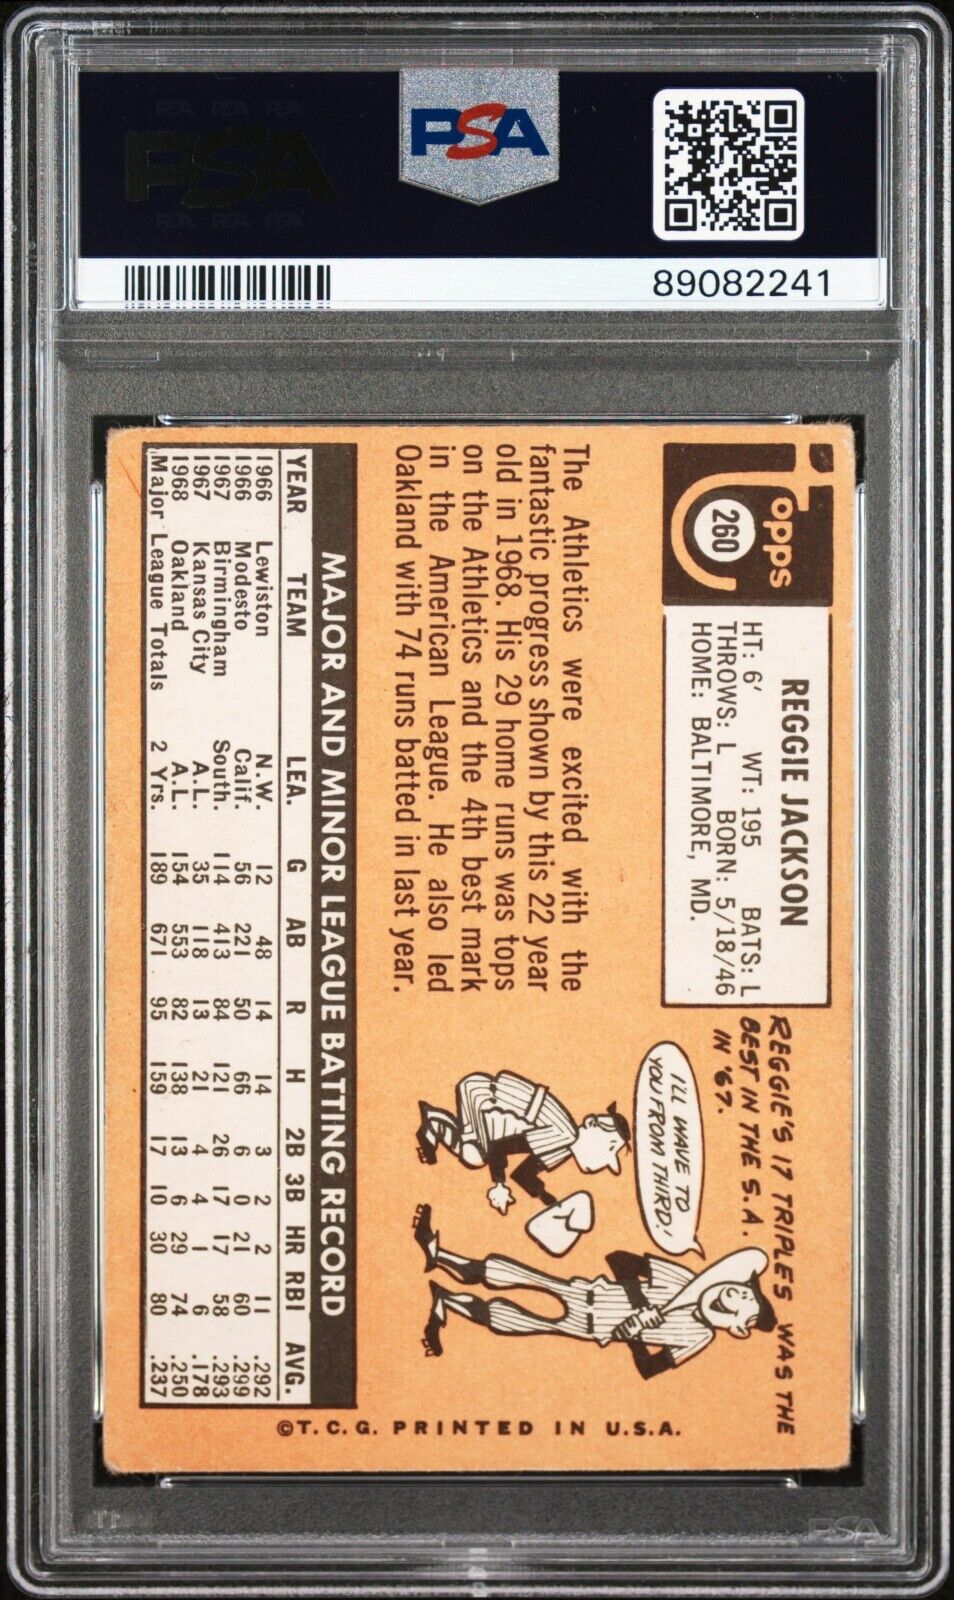 PSA
89082241
Topps
260
REGGIE JACKSON
HT: 6' WT: 195 BATS: L
THROWS: L BORN: 5/18/46
HOME: BALTIMORE, MD.
REGGIE'S 17 TRIPLES WAS THE
BEST IN THE S.A.
IN '67.
I'LL WAVE TO
YOU FROM THIRD!
The Athletics were excited with the
fantastic progress shown by this 22 year
old in 1968. His 29 home runs was tops
on the Athletics and the 4th best mark
in the American League. He also led
Oakland with 74 runs batted in last year.
MAJOR AND MINOR LEAGUE BATTING RECORD
YEAR TEAM LEA. G AB R H 2B 3B HR RBI AVG.
1966 Lewiston N.W. 12 48 14 14 3 2 2 11 .292
1966 Modesto Calif. 56 221 50 66 6 0 21 60 .299
1967 Birmingham South. 114 413 84 121 26 17 17 58 .293
1967 Kansas City A.L. 35 118 13 21 4 4 1 6 .178
1968 Oakland A.L. 154 553 82 138 13 6 29 74 .250
Major League Totals 2 Yrs. 189 671 95 159 17 10 30 80 .237
©T.C.G. PRINTED IN U.S.A.
PSA